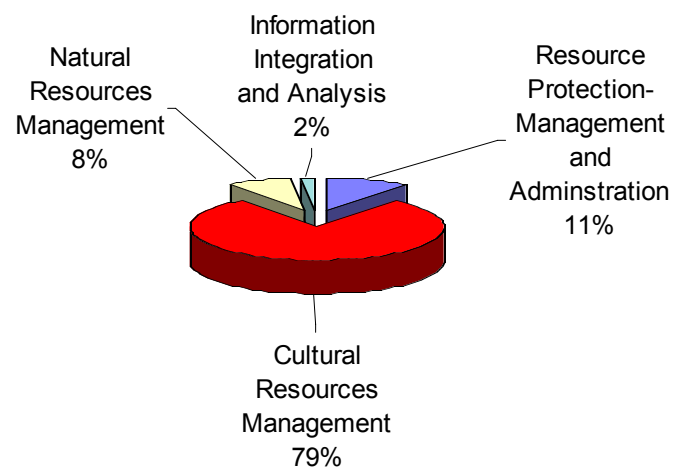 Information
Integration
and Analysis
2%
Natural
Resources
Management
8%
Resource
Protection-
Management
and
Adminstration
11%
Cultural
Resources
Management
79%